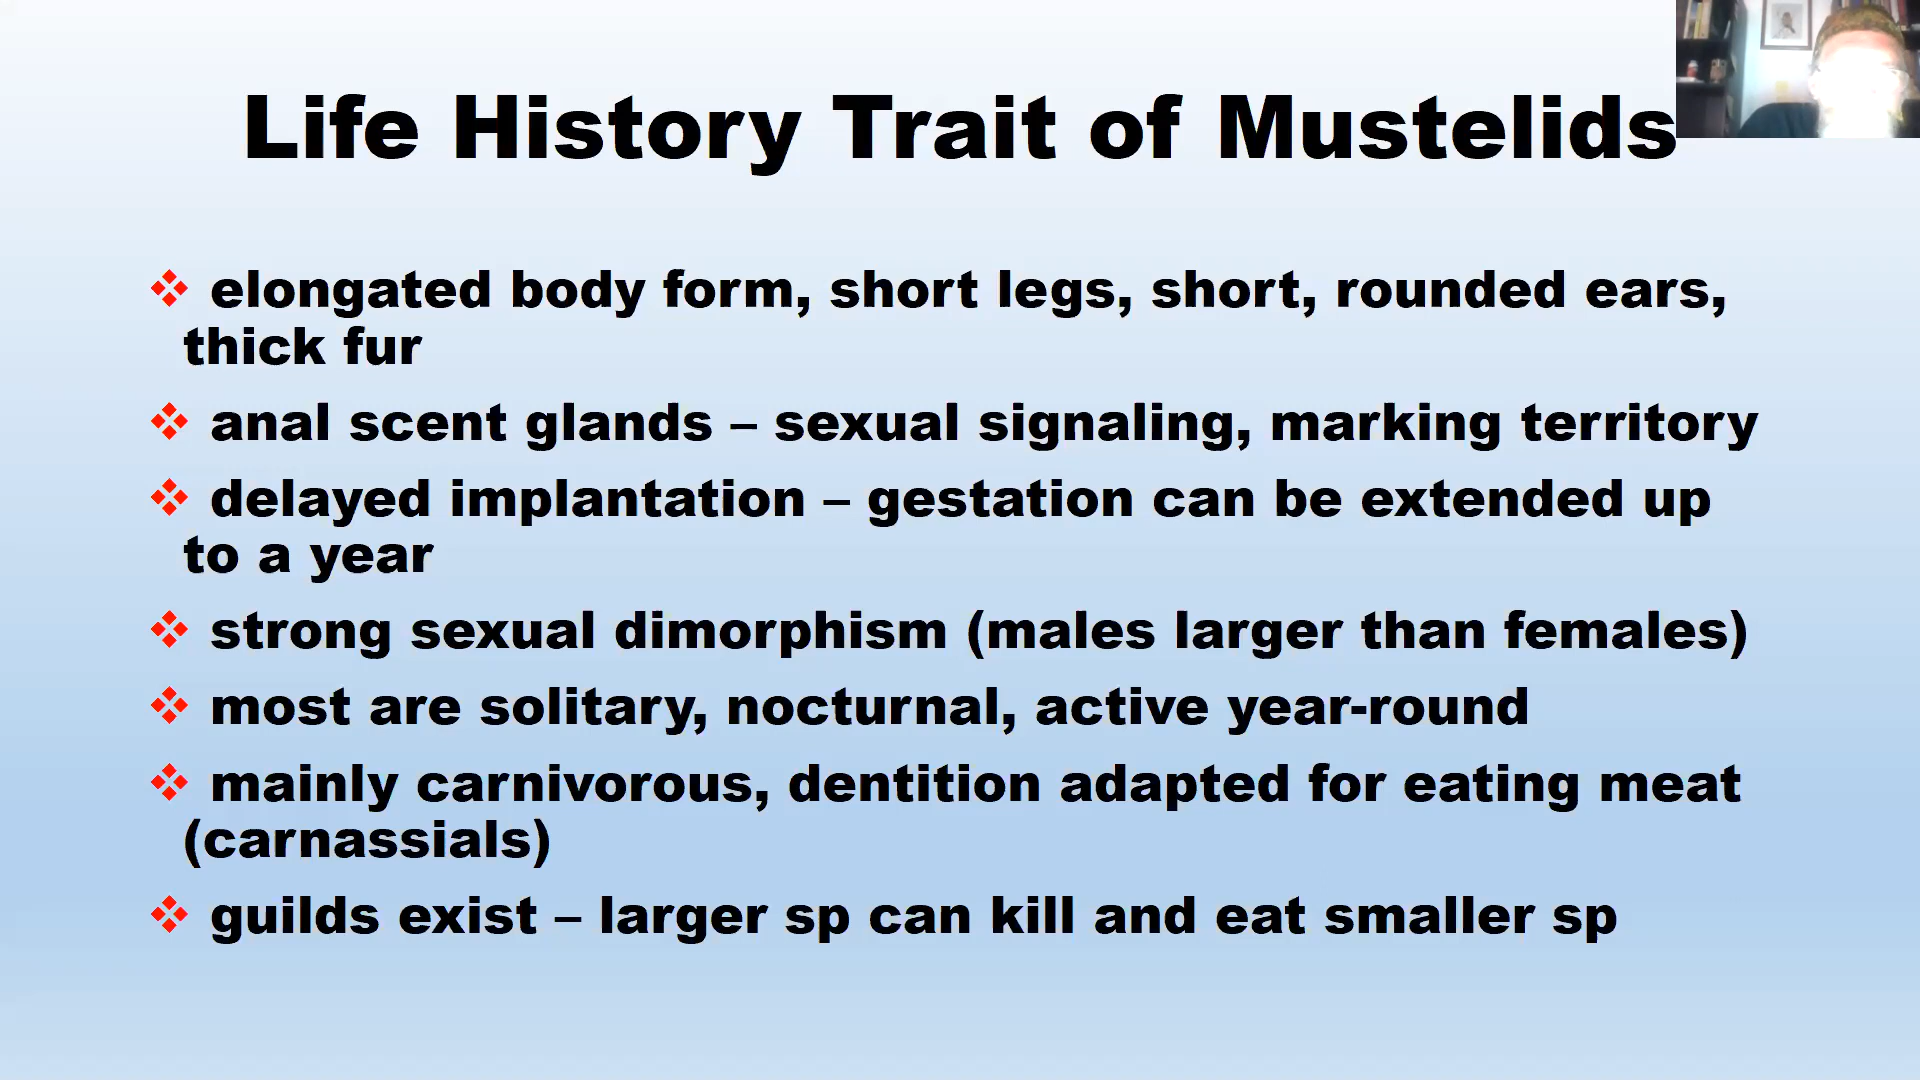 Life History Trait of Mustelids
❖ elongated body form, short legs, short, rounded ears,
thick fur
❖ anal scent glands – sexual signaling, marking territory
❖ delayed implantation – gestation can be extended up
to a year
❖ strong sexual dimorphism (males larger than females)
❖ most are solitary, nocturnal, active year-round
❖ mainly carnivorous, dentition adapted for eating meat
(carnassials)
❖ guilds exist – larger sp can kill and eat smaller sp